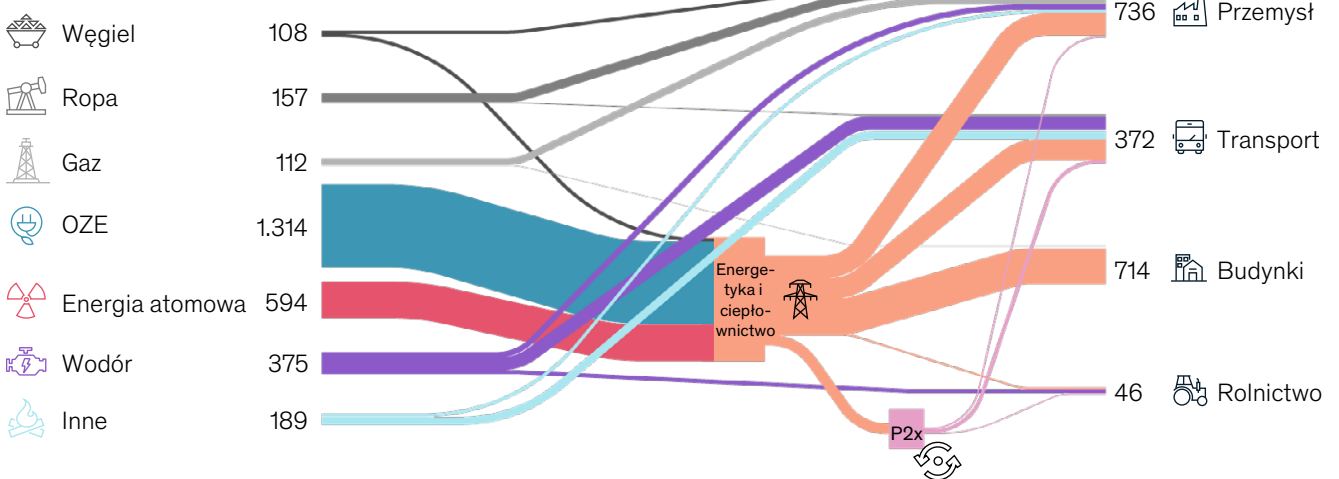 Węgiel 108
Ropa 157
Gaz 112
OZE 1.314
Energia atomowa 594
Wodór 375
Inne 189
Energe-
tyka i
ciepło-
wnictwo
P2x
736 Przemysł
372 Transport
714 Budynki
46 Rolnictwo